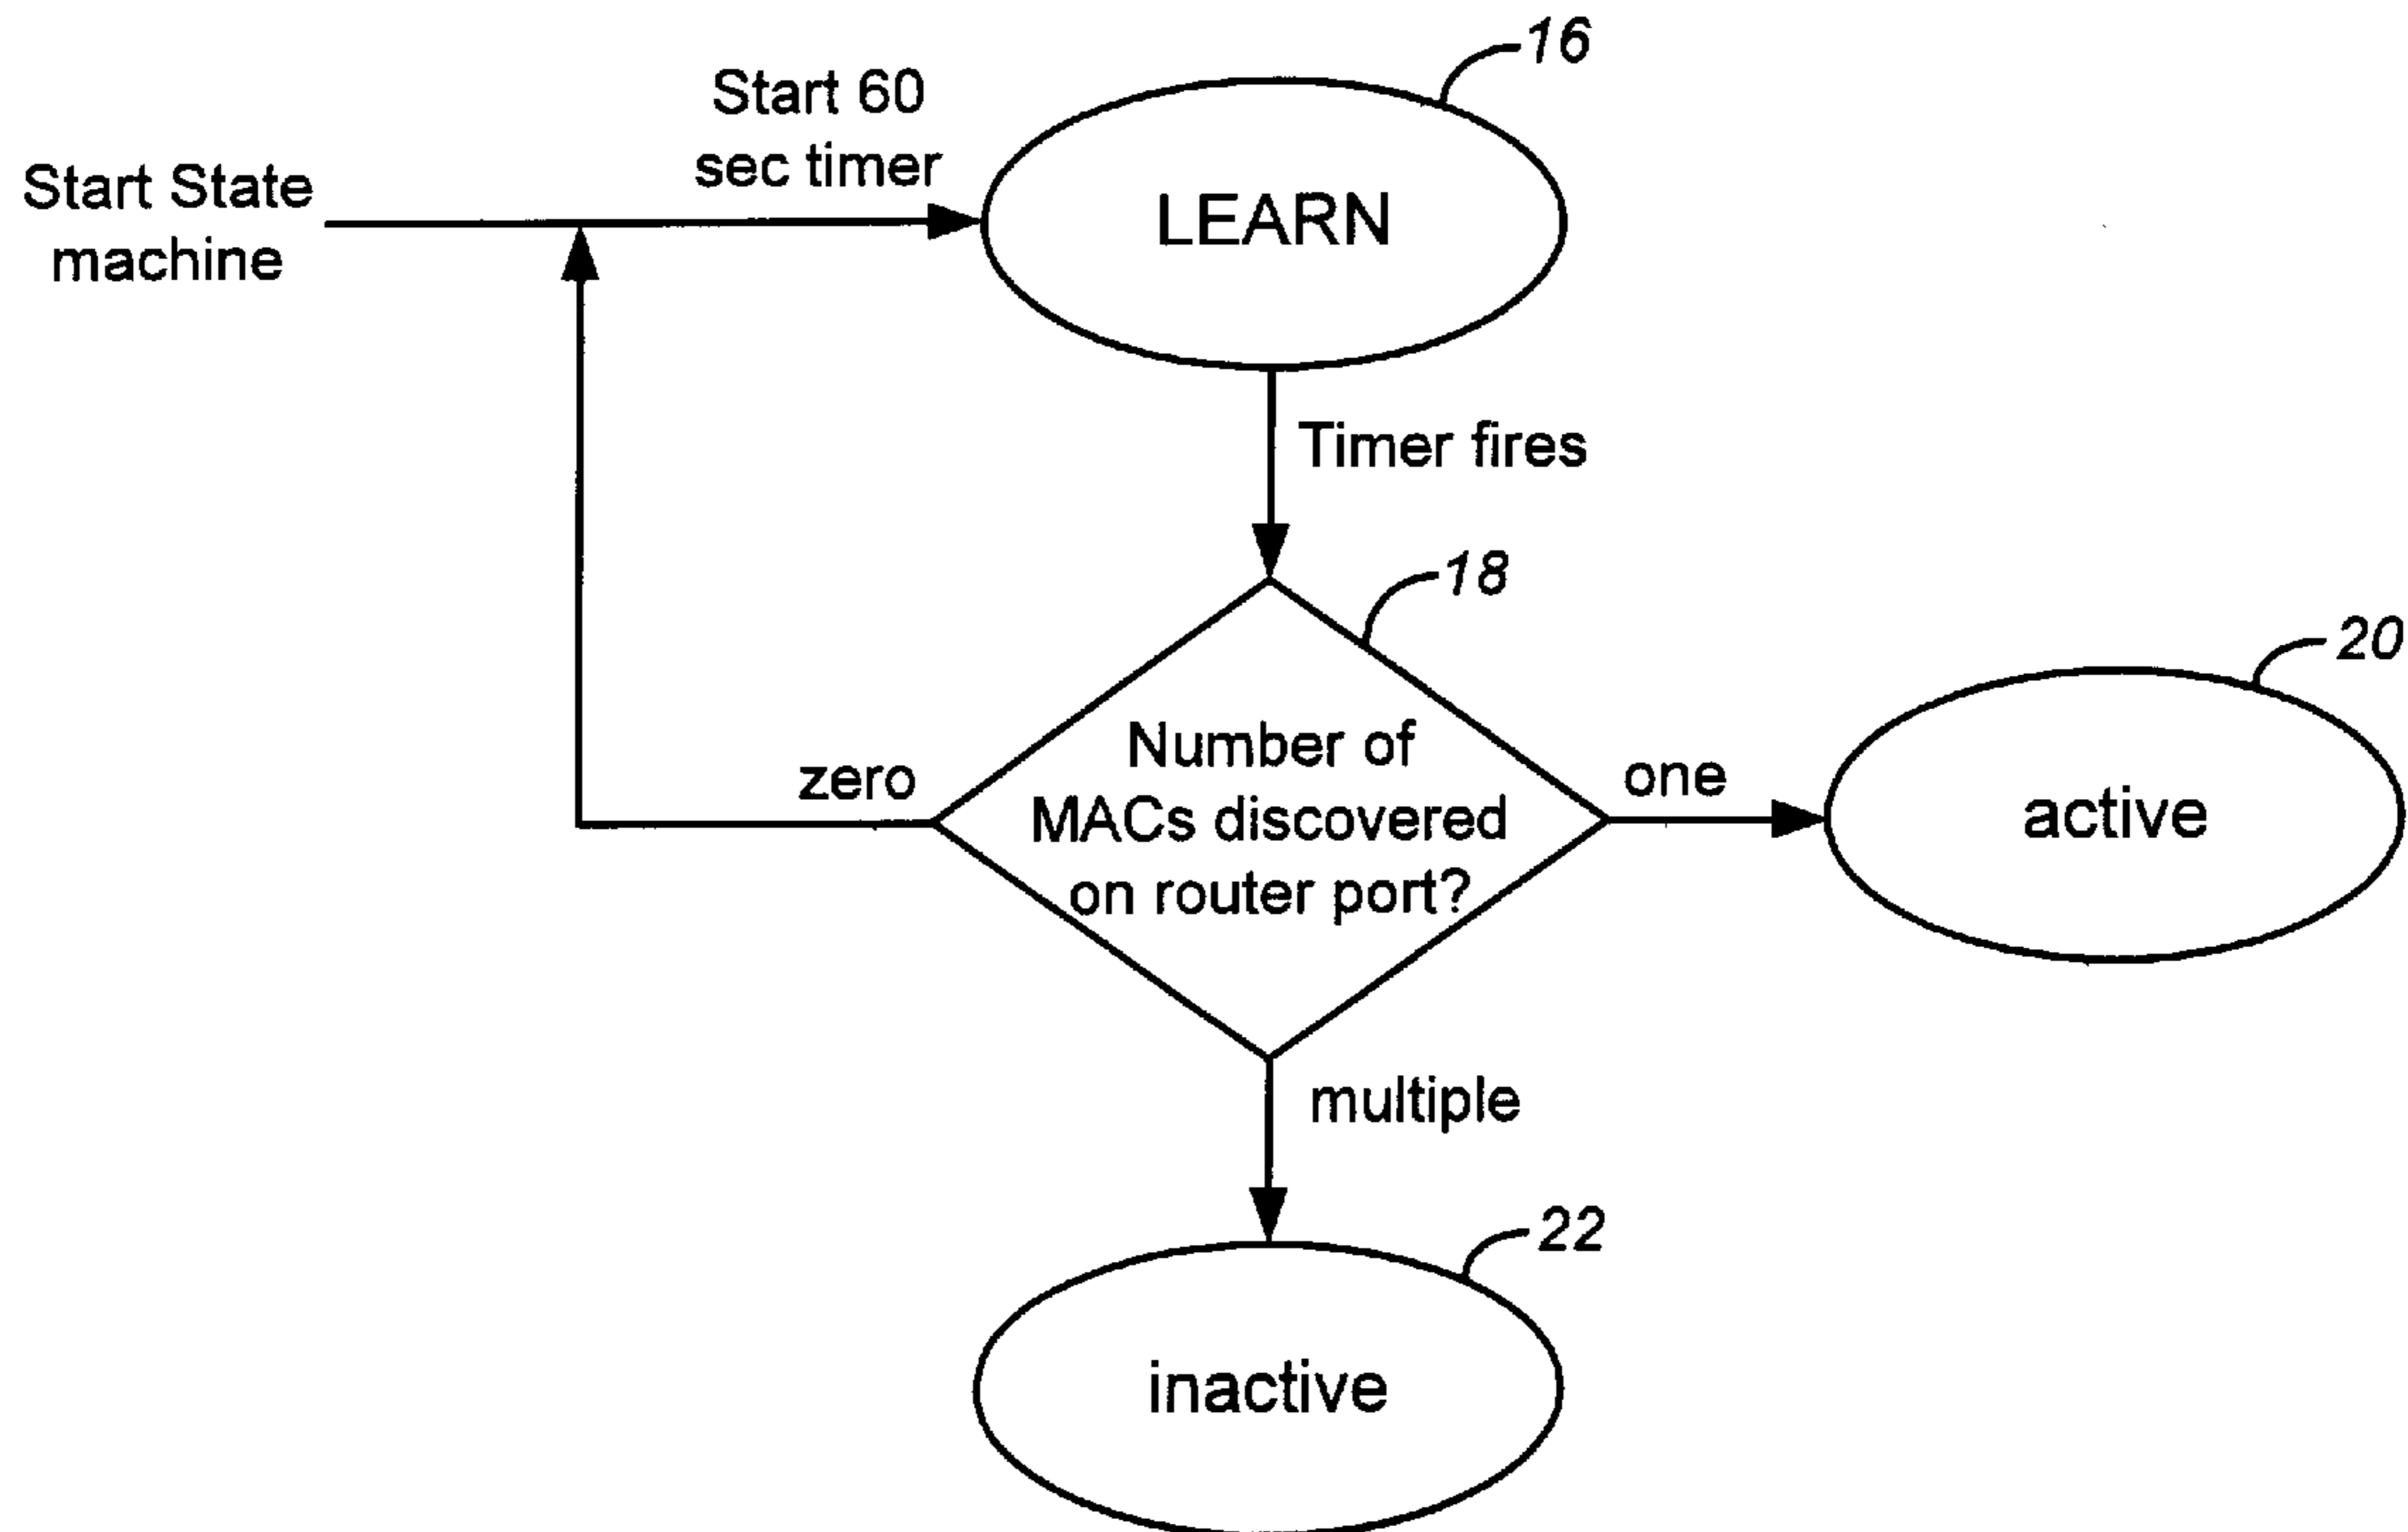 16
Start 60
sec timer
Start State
machine
LEARN
Timer fires
18
20
Number of
MACs discovered
on router port?
zero
one
active
multiple
22
inactive